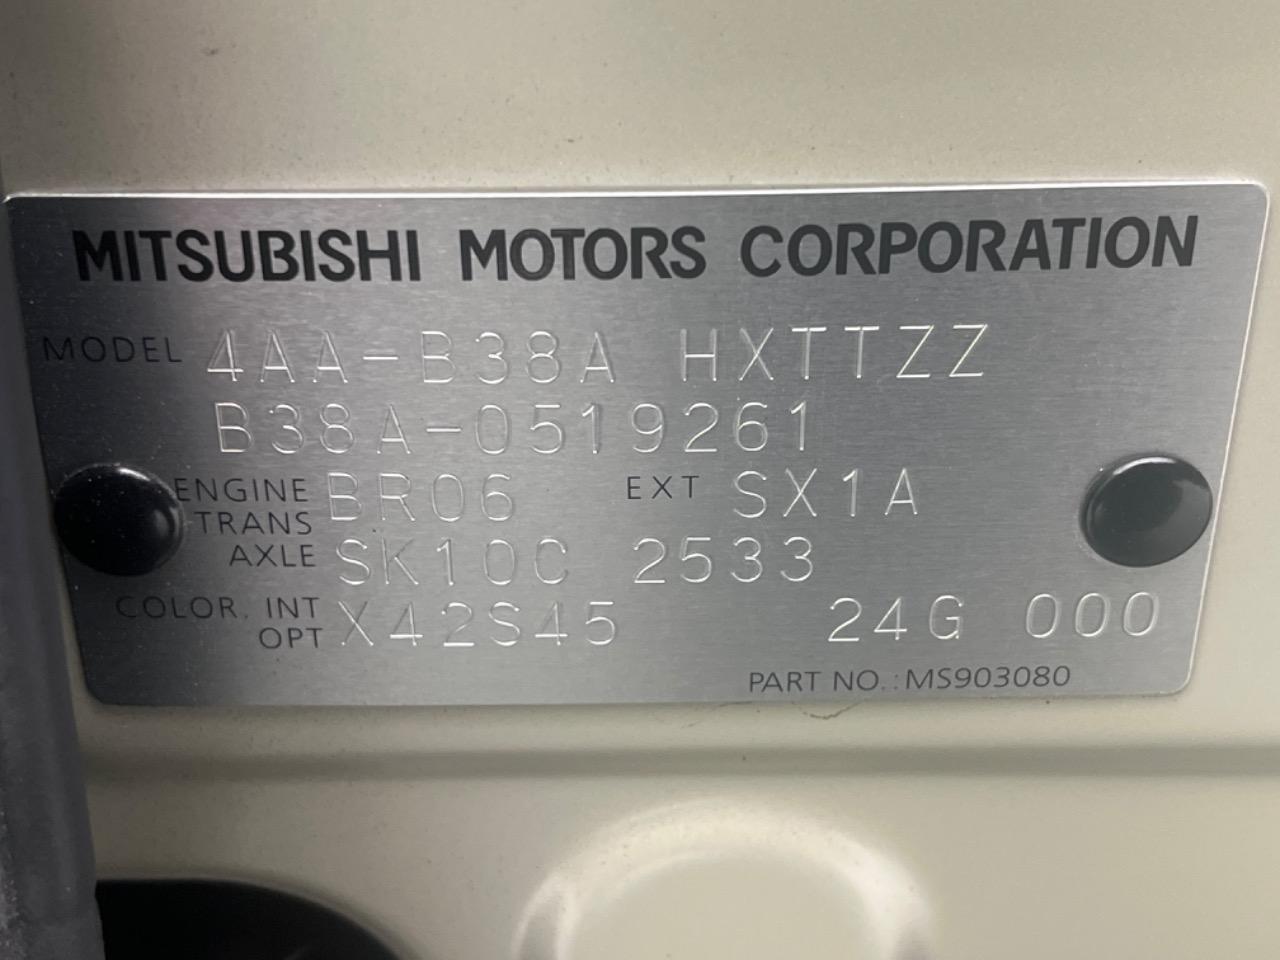 MITSUBISHI MOTORS CORPORATION
MODEL 4AA-B38A HXTTZZ
B38A-0519261
ENGINE BR06 EXT SX1A
TRANS
AXLE SK10C 2533
COLOR, INT
OPT X42S45 24G 000
PART NO.:MS903080